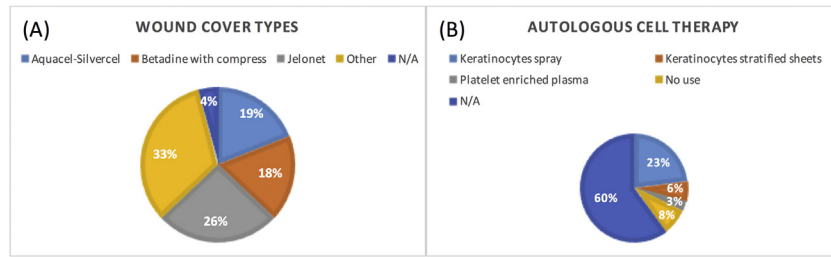 (A)
WOUND COVER TYPES
Aquacel-Silvercel Betadine with compress Jelonet Other N/A
4%
19%
33%
18%
26%
(B)
AUTOLOGOUS CELL THERAPY
Keratinocytes spray Keratinocytes stratified sheets
Platelet enriched plasma No use
N/A
23%
6%
60%
3%
8%